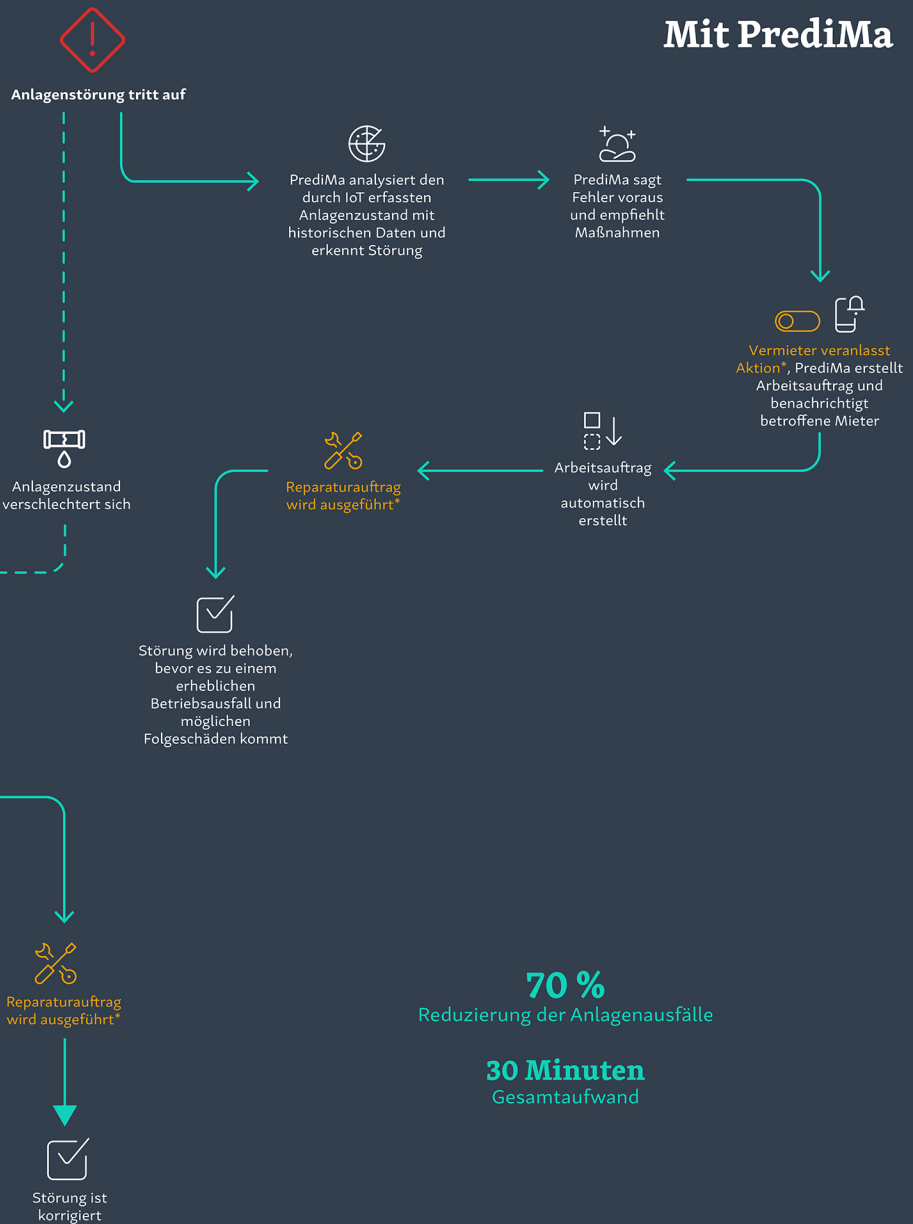 Mit PrediMa
Anlagenstörung tritt auf
PrediMa analysiert den
durch IoT erfassten
Anlagenzustand mit
historischen Daten und
erkennt Störung
PrediMa sagt
Fehler voraus
und empfiehlt
Maßnahmen
Vermieter veranlasst
Aktion*, PrediMa erstellt
Arbeitsauftrag und
benachrichtigt
betroffene Mieter
Arbeitsauftrag
wird
automatisch
erstellt
Reparaturauftrag
wird ausgeführt*
Anlagenzustand
verschlechtert sich
Störung wird behoben,
bevor es zu einem
erheblichen
Betriebsausfall und
möglichen
Folgeschäden kommt
Reparaturauftrag
wird ausgeführt*
Störung ist
korrigiert
70 %
Reduzierung der Anlagenausfälle
30 Minuten
Gesamtaufwand